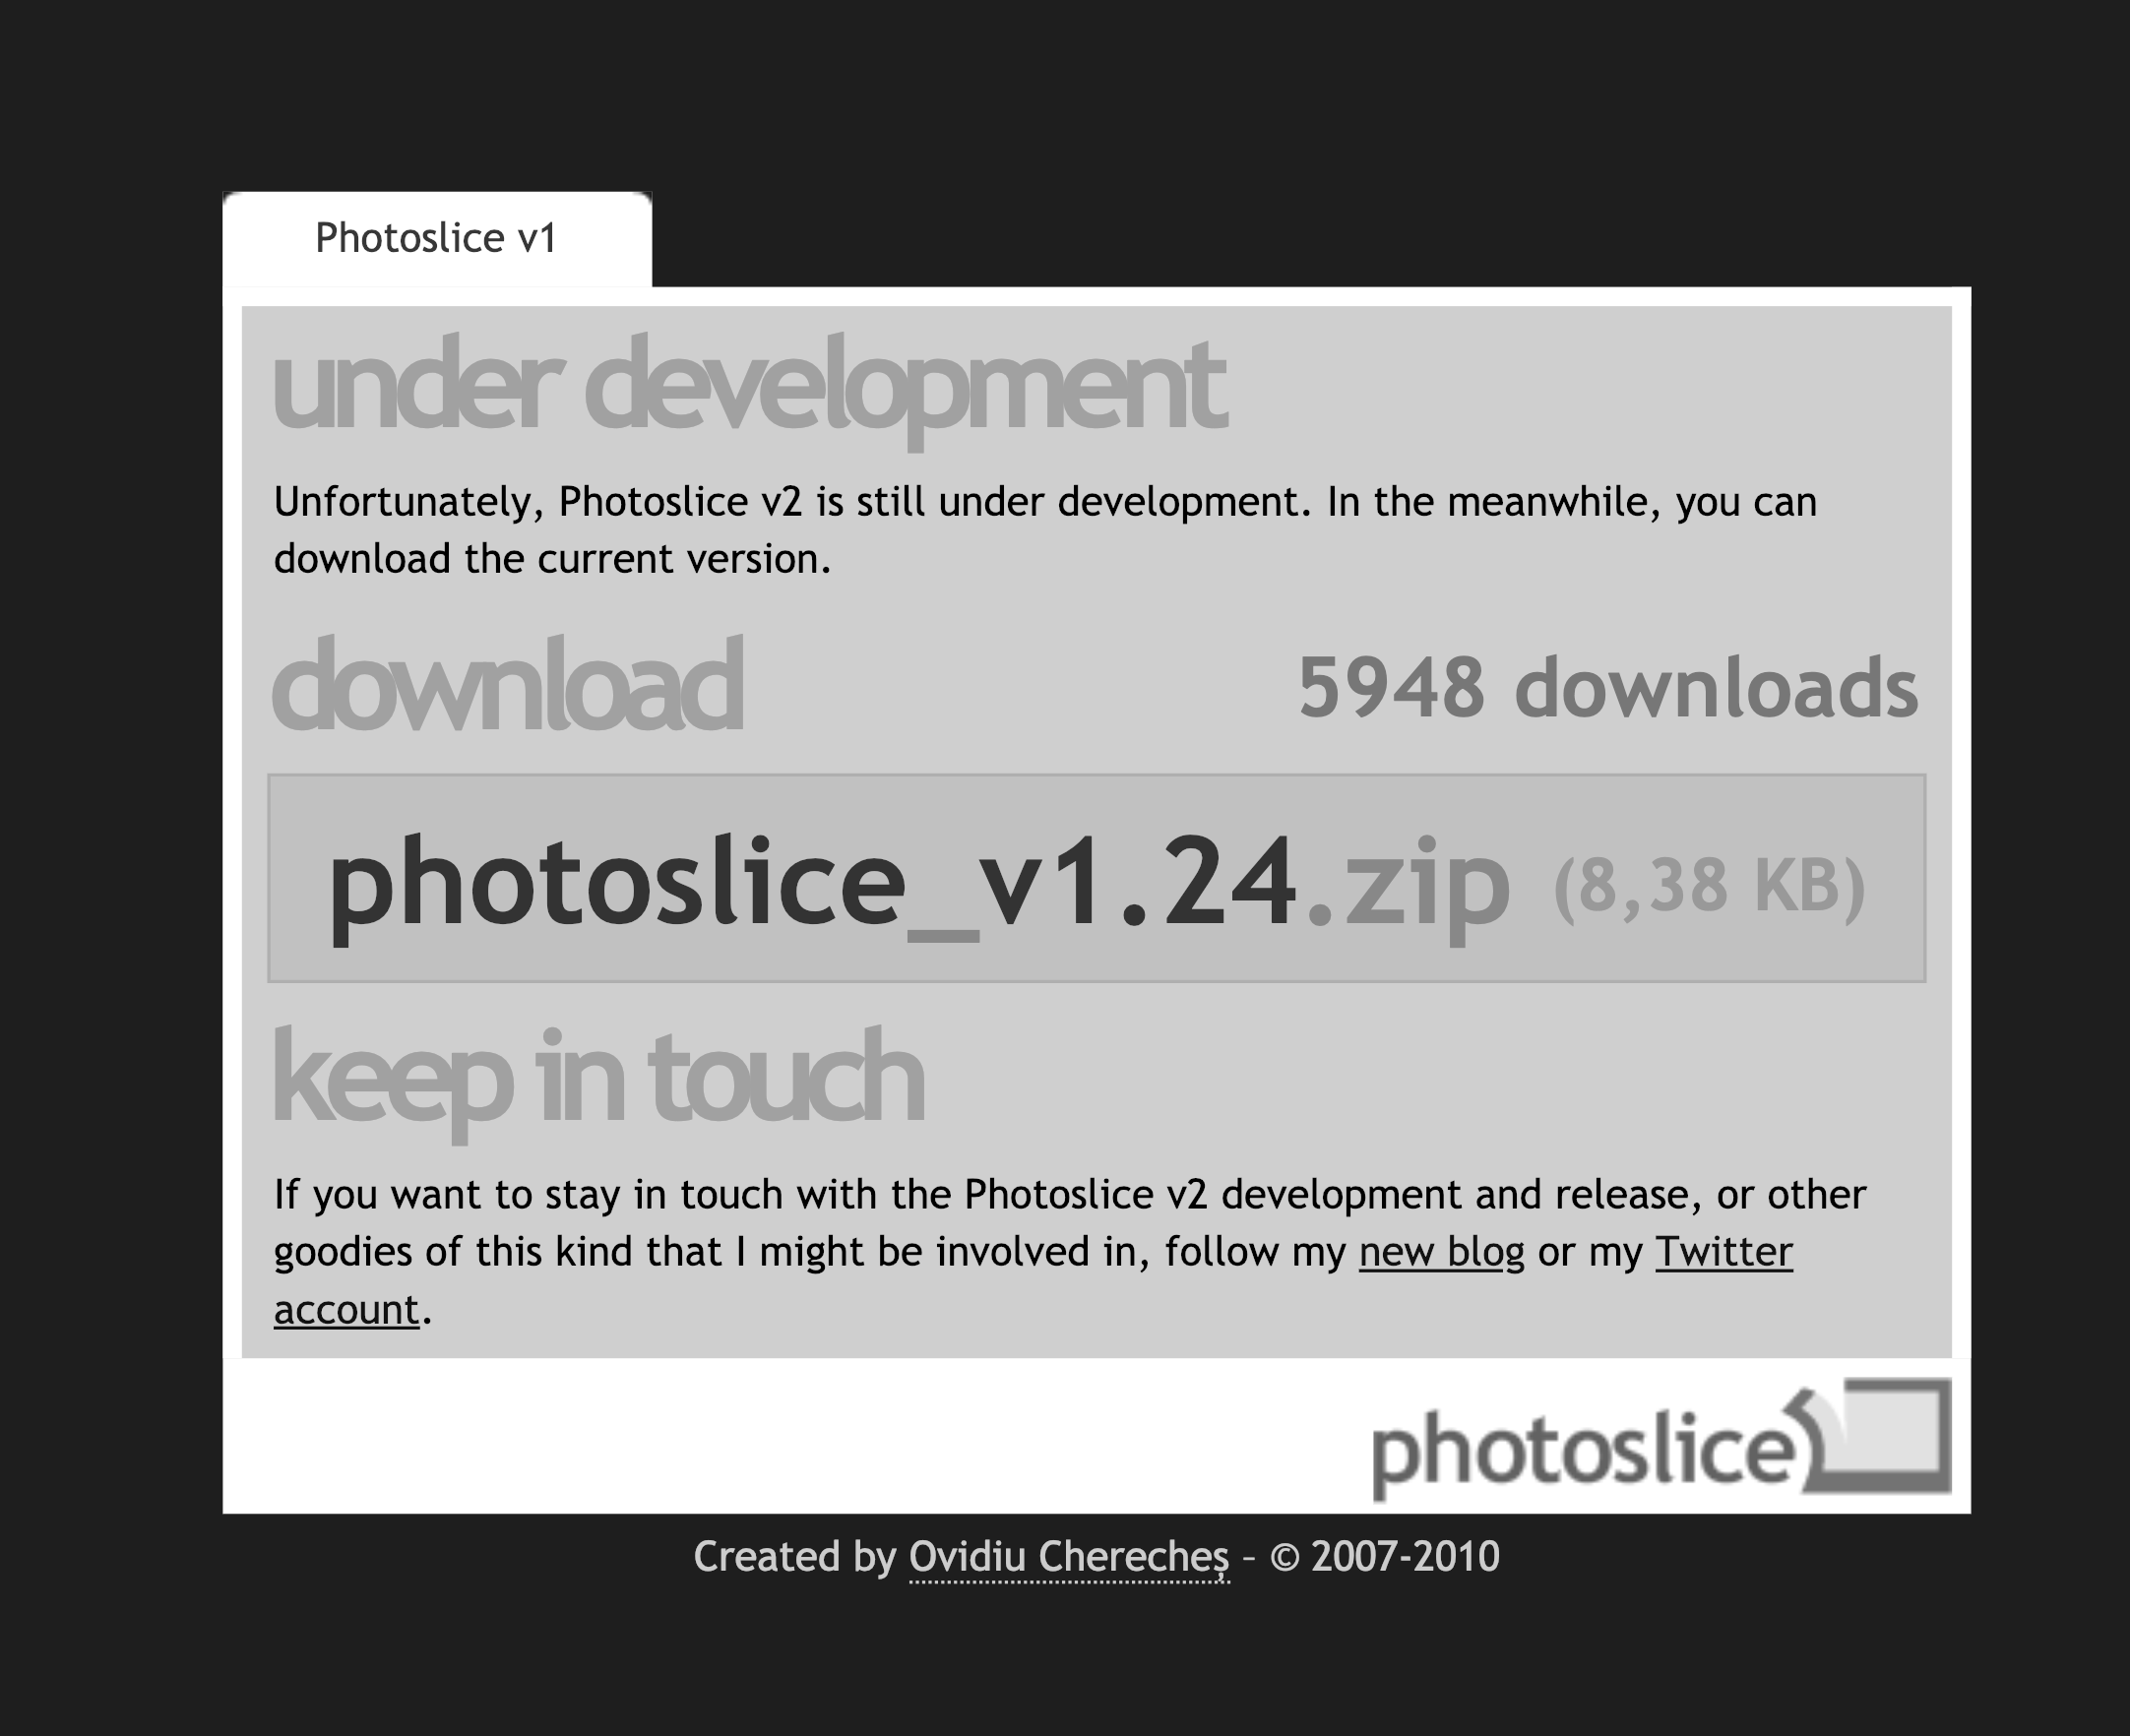 Photoslice v1
under development
Unfortunately, Photoslice v2 is still under development. In the meanwhile, you can
download the current version.
download
5948 downloads
photoslice_v1.24.zip (8,38 KB)
keep in touch
If you want to stay in touch with the Photoslice v2 development and release, or other
goodies of this kind that I might be involved in, follow my new blog or my Twitter
account.
photoslice
Created by Ovidiu Cherecheș - © 2007-2010